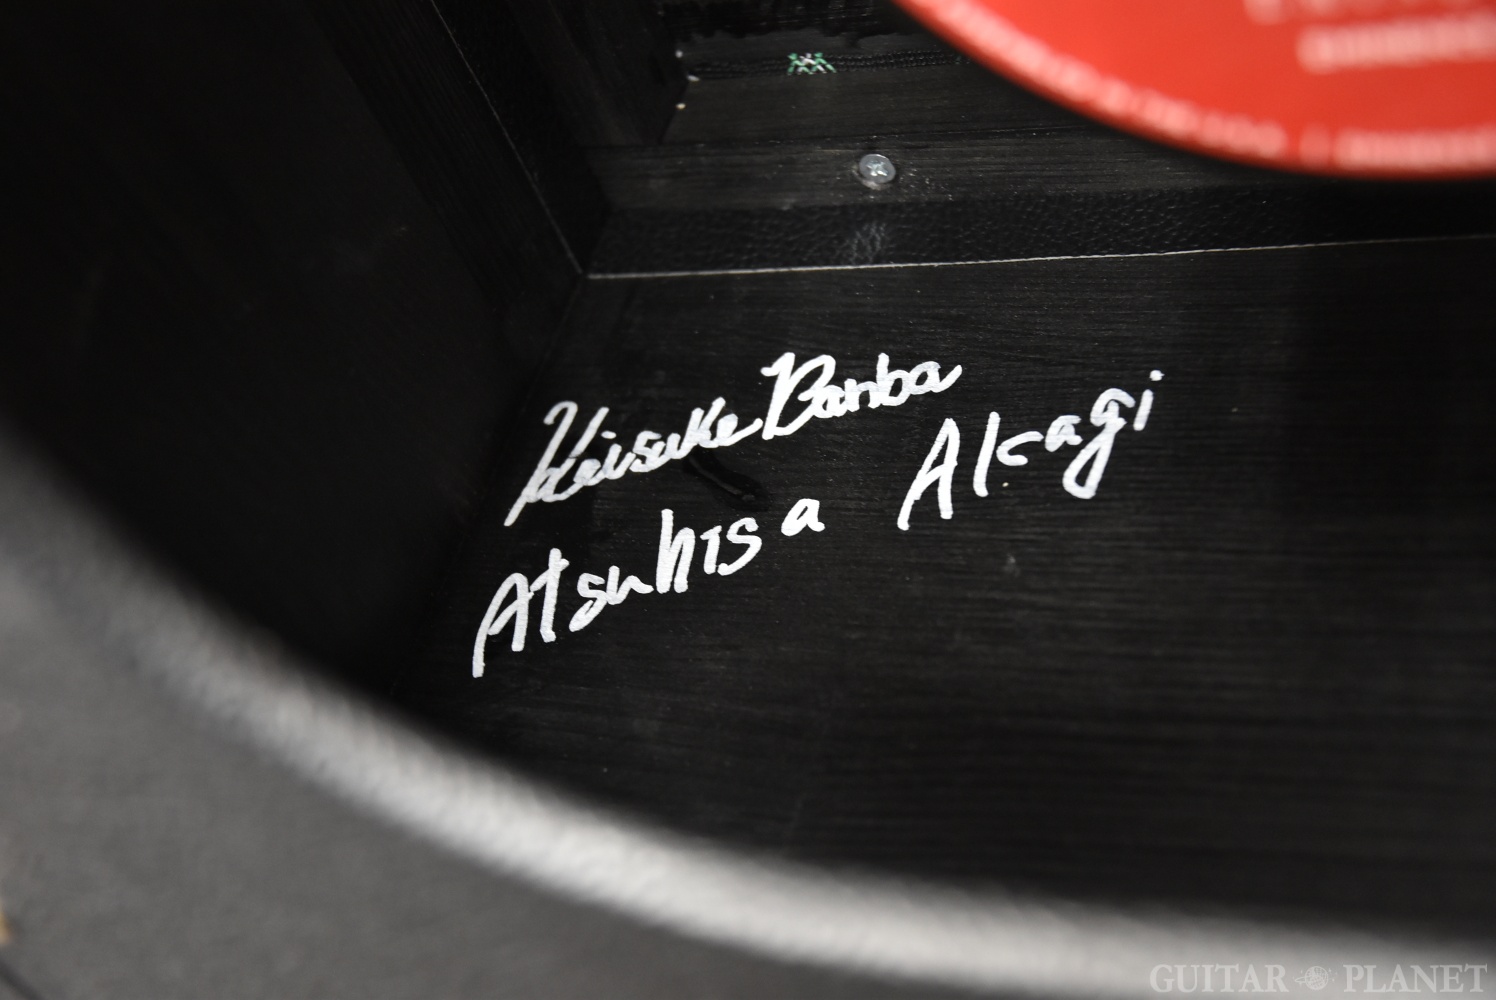 Keisuke Banba
Atsuhisa Akagi
GUITAR PLANET